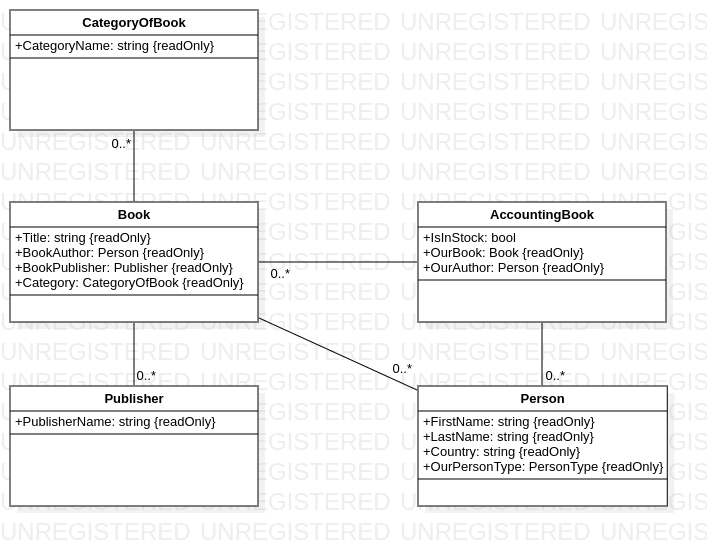 CategoryOfBook
+CategoryName: string {readOnly}
0..*
Book
+Title: string {readOnly}
+BookAuthor: Person {readOnly}
+BookPublisher: Publisher {readOnly}
+Category: CategoryOfBook {readOnly}
AccountingBook
+IsInStock: bool
+OurBook: Book {readOnly}
+OurAuthor: Person {readOnly}
0..*
0..*
0..*
0..*
Publisher
+PublisherName: string {readOnly}
Person
+FirstName: string {readOnly}
+LastName: string {readOnly}
+Country: string {readOnly}
+OurPersonType: PersonType {readOnly}
UNREGISTERED UNREGISTERED UNREGISTERED